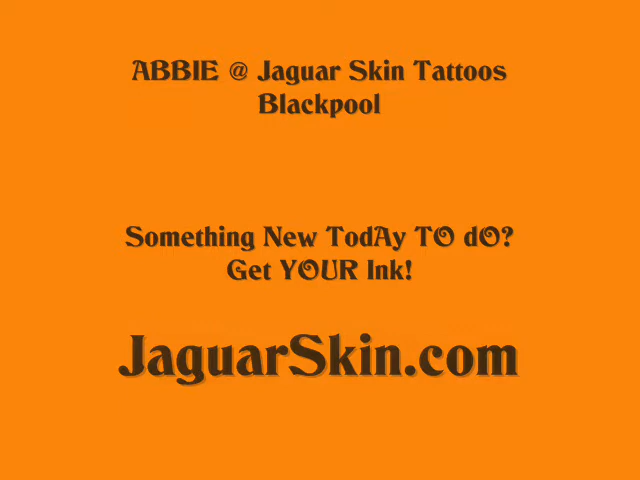 ABBIE @ Jaguar Skin Tattoos
Blackpool
Something New TodAy TO dO?
Get YOUR Ink!
JaguarSkin.com